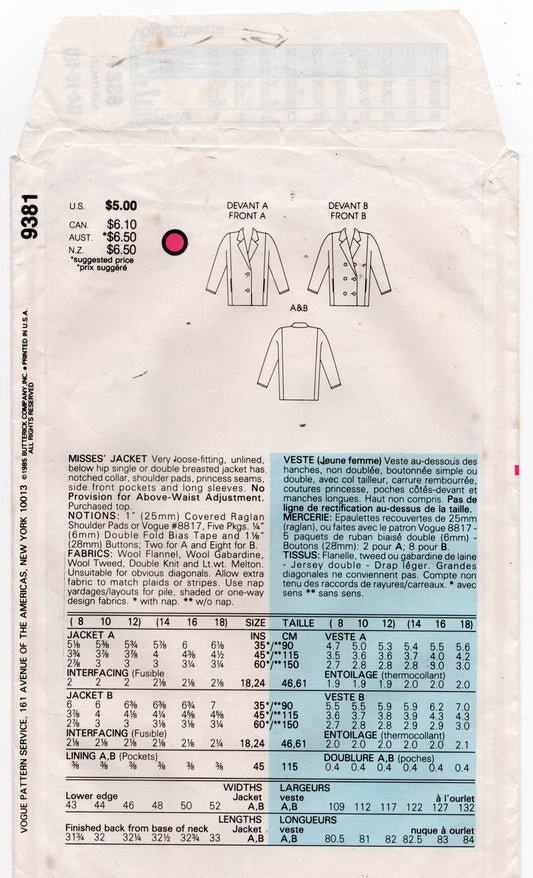 Vogue Patterns
9381
U.S. $5.00
CAN. $6.10
AUST. *$6.50
N.Z. $6.50
*suggested price
*prix suggéré
DEVANT A
FRONT A
DEVANT B
FRONT B
A&B
VOGUE PATTERN SERVICE, 161 AVENUE OF THE AMERICAS, NEW YORK 10013 ©1985 BUTTERICK COMPANY, INC. ● PRINTED IN U.S.A.
ALL RIGHTS RESERVED
MISSES' JACKET Very loose-fitting, unlined,
below hip single or double breasted jacket has
notched collar, shoulder pads, princess seams,
side front pockets and long sleeves. No
Provision for Above-Waist Adjustment.
Purchased top.
NOTIONS: 1" (25mm) Covered Raglan
Shoulder Pads or Vogue #8817, Five Pkgs. ¼"
(6mm) Double Fold Bias Tape and 1⅛"
(28mm) Buttons; Two for A and Eight for B.
FABRICS: Wool Flannel, Wool Gabardine,
Wool Tweed, Double Knit and Lt.wt. Melton.
Unsuitable for obvious diagonals. Allow extra
fabric to match plaids or stripes. Use nap
yardages/layouts for pile, shaded or one-way
design fabrics. * with nap. ** w/o nap.
VESTE (Jeune femme) Veste au-dessous des
hanches, non doublée, boutonnée simple ou
double, avec col tailleur, carrure rembourrée,
coutures princesse, poches côtés-devant et
manches longues. Haut non compris. Pas de
ligne de rectification au-dessus de la taille.
MERCERIE: Epaulettes recouvertes de 25mm
(raglan), ou faites avec le patron Vogue 8817 -
5 paquets de ruban biaisé double (6mm) -
Boutons (28mm): 2 pour A; 8 pour B.
TISSUS: Flanelle, tweed ou gabardine de laine
- Jersey double - Drap léger. Grandes
diagonales ne conviennent pas. Compte non
tenu des raccords de rayures/carreaux. * avec
sens ** sans sens.
( 8 10 12) (14 16 18) SIZE TAILLE ( 8 10 12) (14 16 18)
JACKET A INS CM VESTE A
5⅛ 5⅜ 5¾ 5⅞ 6 6⅛ 35*/**90 4.7 5.0 5.3 5.4 5.5 5.6
3¾ 3⅞ 3⅞ 4 4⅜ 4½ 45*/**115 3.5 3.6 3.6 3.7 4.0 4.2
2⅞ 3 3 3 3¼ 3¼ 60*/**150 2.7 2.8 2.8 2.8 3.0 3.0
INTERFACING (Fusible ENTOILAGE (thermocollant)
2 2 2 2⅛ 2⅛ 2⅛ 18,24 46,61 1.9 1.9 1.9 2.0 2.0 2.0
JACKET B VESTE B
6 6 6⅜ 6⅜ 6¾ 7 35*/**90 5.5 5.5 5.9 5.9 6.2 7.0
3⅞ 4 4⅛ 4¼ 4⅝ 4⅝ 45*/**115 3.6 3.7 3.8 3.9 4.3 4.3
2⅞ 3 3 3⅛ 3⅛ 3¼ 60*/**150 2.7 2.8 2.8 2.9 2.9 3.0
INTERFACING (Fusible) ENTOILAGE (thermocollant)
2⅛ 2⅛ 2⅛ 2⅛ 2⅛ 2¼ 18,24 46,61 2.0 2.0 2.0 2.0 2.0 2.1
LINING A,B (Pockets) DOUBLURE A,B (poches)
⅜ ⅜ ⅜ ⅜ ⅜ ⅜ 45 115 0.4 0.4 0.4 0.4 0.4 0.4
WIDTHS LARGEURS
Lower edge Jacket veste à l'ourlet
43 44 46 48 50 52 A,B A,B 109 112 117 122 127 132
LENGTHS LONGUEURS
Finished back from base of neck Jacket veste nuque à ourlet
31¾ 32 32¼ 32½ 32¾ 33 A,B A,B 80.5 81 82 82.5 83 84